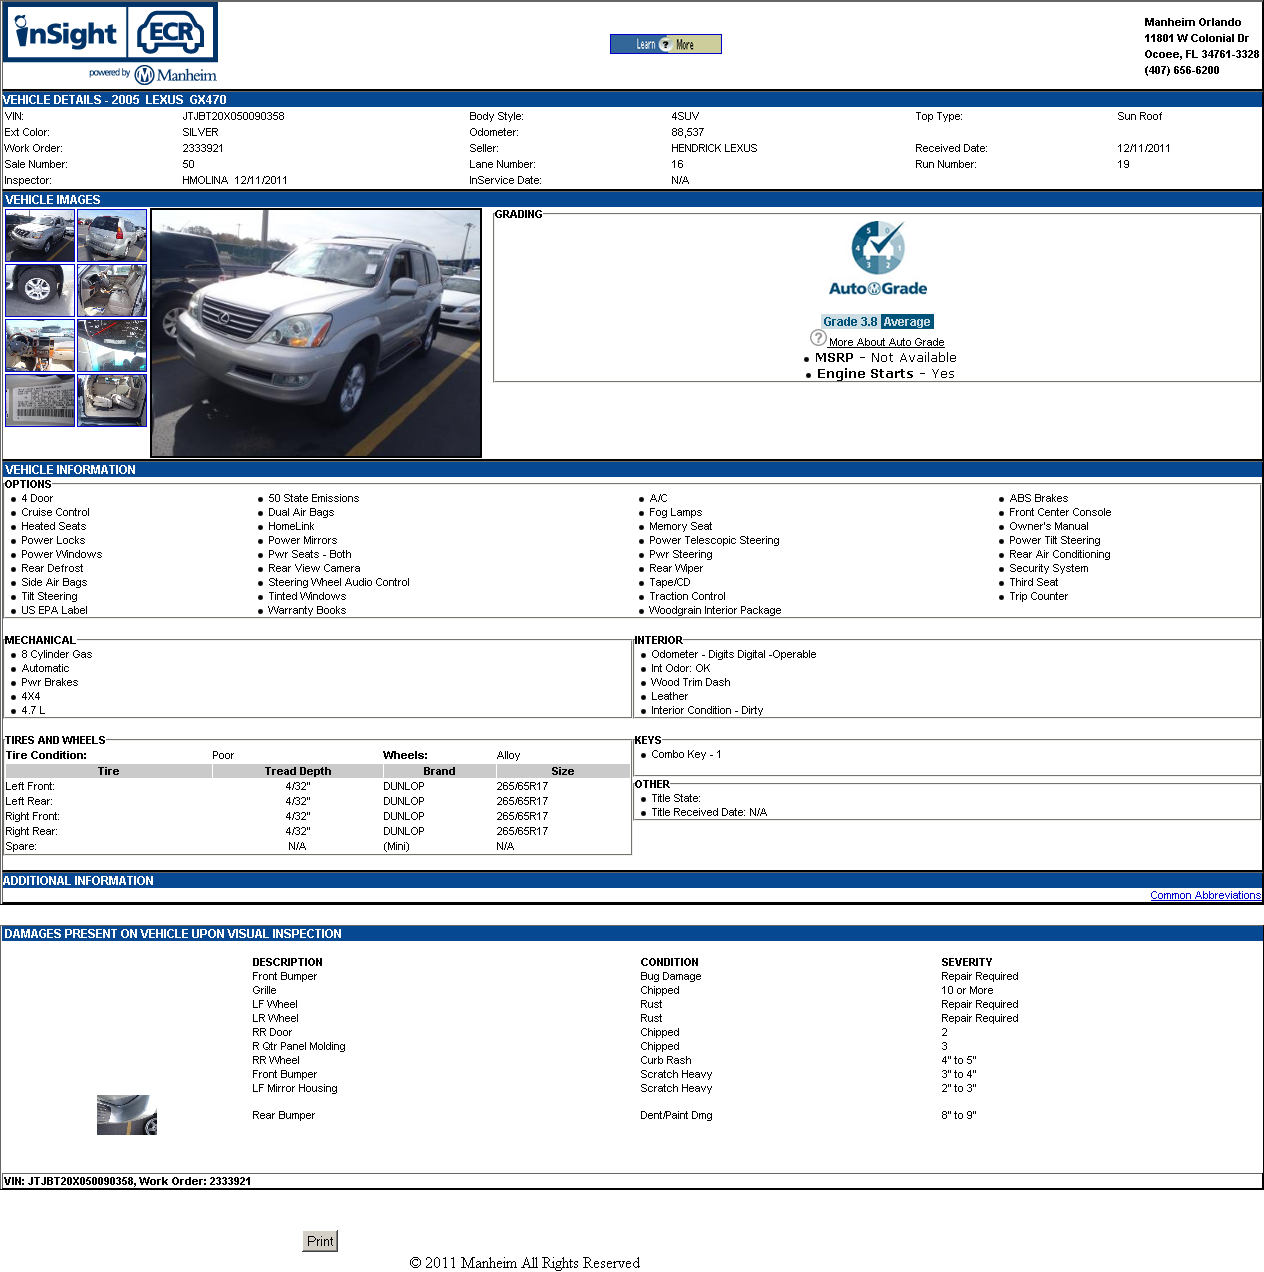 inSight ECR
powered by Manheim
Learn ? More
Manheim Orlando
11801 W Colonial Dr
Ocoee, FL 34761-3328
(407) 656-6200
VEHICLE DETAILS - 2005 LEXUS GX470
VIN: JTJBT20X050090358 Body Style: 4SUV Top Type: Sun Roof
Ext Color: SILVER Odometer: 88,537
Work Order: 2333921 Seller: HENDRICK LEXUS Received Date: 12/11/2011
Sale Number: 50 Lane Number: 16 Run Number: 19
Inspector: HMOLINA 12/11/2011 InService Date: N/A
VEHICLE IMAGES
GRADING
5 0 1 4 3 2
AutoGrade
Grade 3.8 Average
? More About Auto Grade
MSRP - Not Available
Engine Starts - Yes
VEHICLE INFORMATION
OPTIONS
4 Door 50 State Emissions A/C ABS Brakes
Cruise Control Dual Air Bags Fog Lamps Front Center Console
Heated Seats HomeLink Memory Seat Owner's Manual
Power Locks Power Mirrors Power Telescopic Steering Power Tilt Steering
Power Windows Pwr Seats - Both Pwr Steering Rear Air Conditioning
Rear Defrost Rear View Camera Rear Wiper Security System
Side Air Bags Steering Wheel Audio Control Tape/CD Third Seat
Tilt Steering Tinted Windows Traction Control Trip Counter
US EPA Label Warranty Books Woodgrain Interior Package
MECHANICAL
8 Cylinder Gas
Automatic
Pwr Brakes
4X4
4.7 L
INTERIOR
Odometer - Digits Digital -Operable
Int Odor: OK
Wood Trim Dash
Leather
Interior Condition - Dirty
TIRES AND WHEELS
Tire Condition: Poor Wheels: Alloy
Tire Tread Depth Brand Size
Left Front: 4/32" DUNLOP 265/65R17
Left Rear: 4/32" DUNLOP 265/65R17
Right Front: 4/32" DUNLOP 265/65R17
Right Rear: 4/32" DUNLOP 265/65R17
Spare: N/A (Mini) N/A
KEYS
Combo Key - 1
OTHER
Title State:
Title Received Date: N/A
ADDITIONAL INFORMATION
Common Abbreviations
DAMAGES PRESENT ON VEHICLE UPON VISUAL INSPECTION
DESCRIPTION CONDITION SEVERITY
Front Bumper Bug Damage Repair Required
Grille Chipped 10 or More
LF Wheel Rust Repair Required
LR Wheel Rust Repair Required
RR Door Chipped 2
R Qtr Panel Molding Chipped 3
RR Wheel Curb Rash 4" to 5"
Front Bumper Scratch Heavy 3" to 4"
LF Mirror Housing Scratch Heavy 2" to 3"
Rear Bumper Dent/Paint Dmg 8" to 9"
VIN: JTJBT20X050090358, Work Order: 2333921
Print
© 2011 Manheim All Rights Reserved